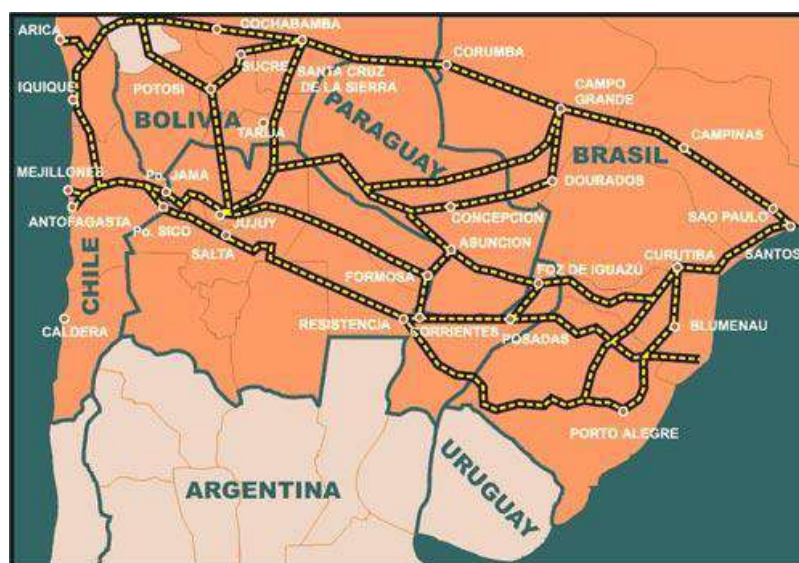 ARICA
COCHABAMBA
CORUMBA
SUCRE
SANTA CRUZ
DE LA SIERRA
IQUIQUE
POTOSI
CAMPO
GRANDE
BOLIVIA
TARIJA
PARAGUAY
BRASIL
CAMPINAS
MEJILLONES
Po. JAMA
DOURADOS
ANTOFAGASTA
Po. SICO
JUJUY
CONCEPCION
SAO PAULO
SALTA
ASUNCION
SANTOS
CHILE
FORMOSA
FOZ DE IGUAZÚ
CURUTIBA
CALDERA
RESISTENCIA
CORRIENTES
POSADAS
BLUMENAU
PORTO ALEGRE
ARGENTINA
URUGUAY